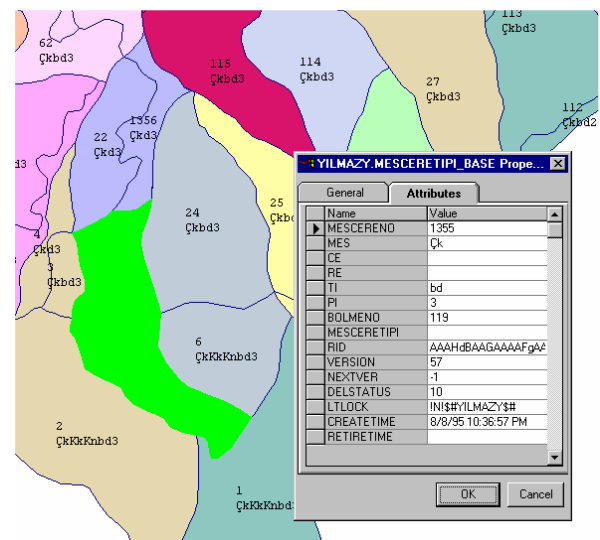 113
Çkbd3
62
Çkbd3
115
Çkbd3
114
Çkbd3
27
Çkbd3
112
Çkbd2
1356
Çkd3
22
13
24
Çkbd3
25
4
Çkd3
3
Çkbd3
6
ÇkKkKnbd3
2
ÇkKkKnbd3
1
ÇkKkKnbd
YILMAZY.MESCERETIPI_BASE Prope...
General Attributes
Name Value
MESCERENO 1355
MES Çk
CE
RE
TI bd
PI 3
BOLMENO 119
MESCERETIPI
RID AAAHdBAAGAAAAFgAA
VERSION 57
NEXTVER -1
DELSTATUS 10
LTLOCK !N!$#YILMAZY$#
CREATETIME 8/8/95 10:36:57 PM
RETIRETIME
OK Cancel